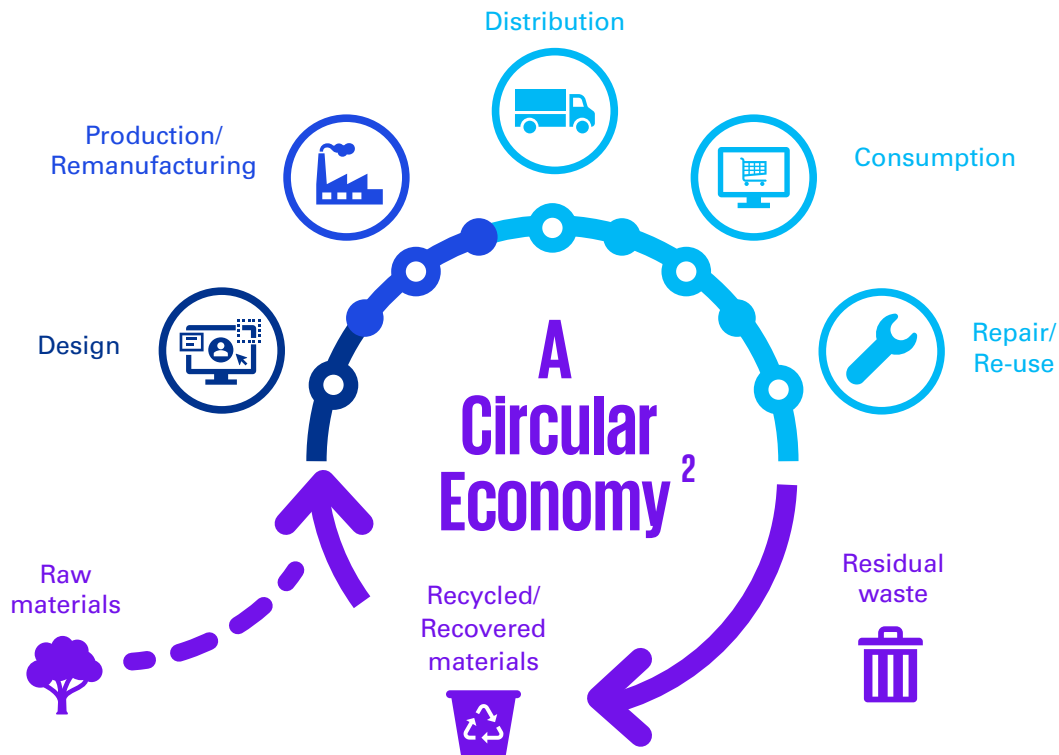 Distribution
Production/
Remanufacturing
Consumption
Design
Repair/
Re-use
A
Circular
Economy 2
Raw
materials
Recycled/
Recovered
materials
Residual
waste